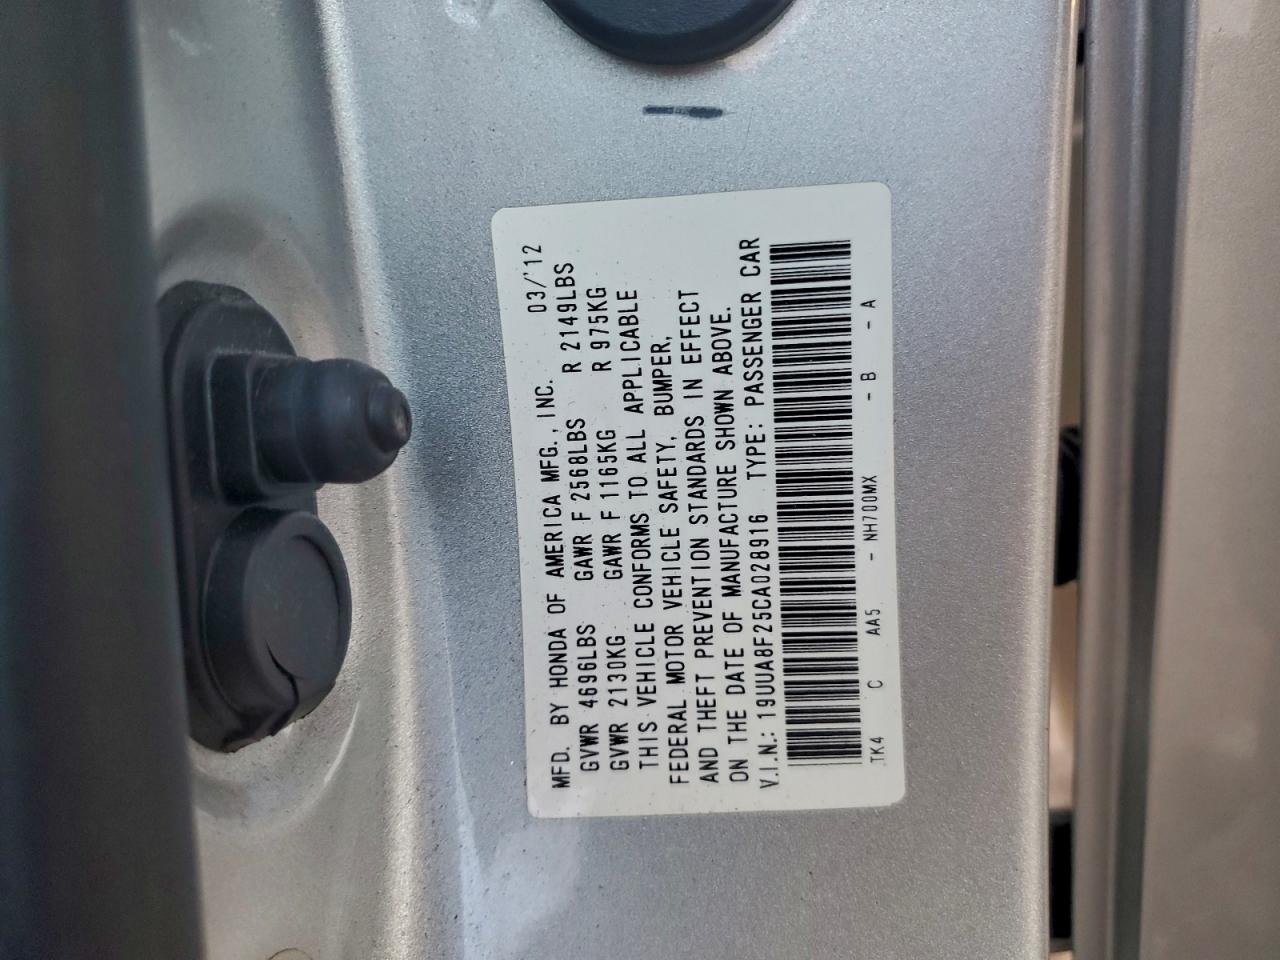 MFD. BY HONDA OF AMERICA MFG., INC. 03/'12
GVWR 4696LBS GAWR F 2568LBS R 2149LBS
GVWR 2130KG GAWR F 1165KG R 975KG
THIS VEHICLE CONFORMS TO ALL APPLICABLE
FEDERAL MOTOR VEHICLE SAFETY, BUMPER,
AND THEFT PREVENTION STANDARDS IN EFFECT
ON THE DATE OF MANUFACTURE SHOWN ABOVE.
V.I.N.: 19UUA8F25CA028916 TYPE: PASSENGER CAR
TK4 C AA5 - NH700MX - B - A